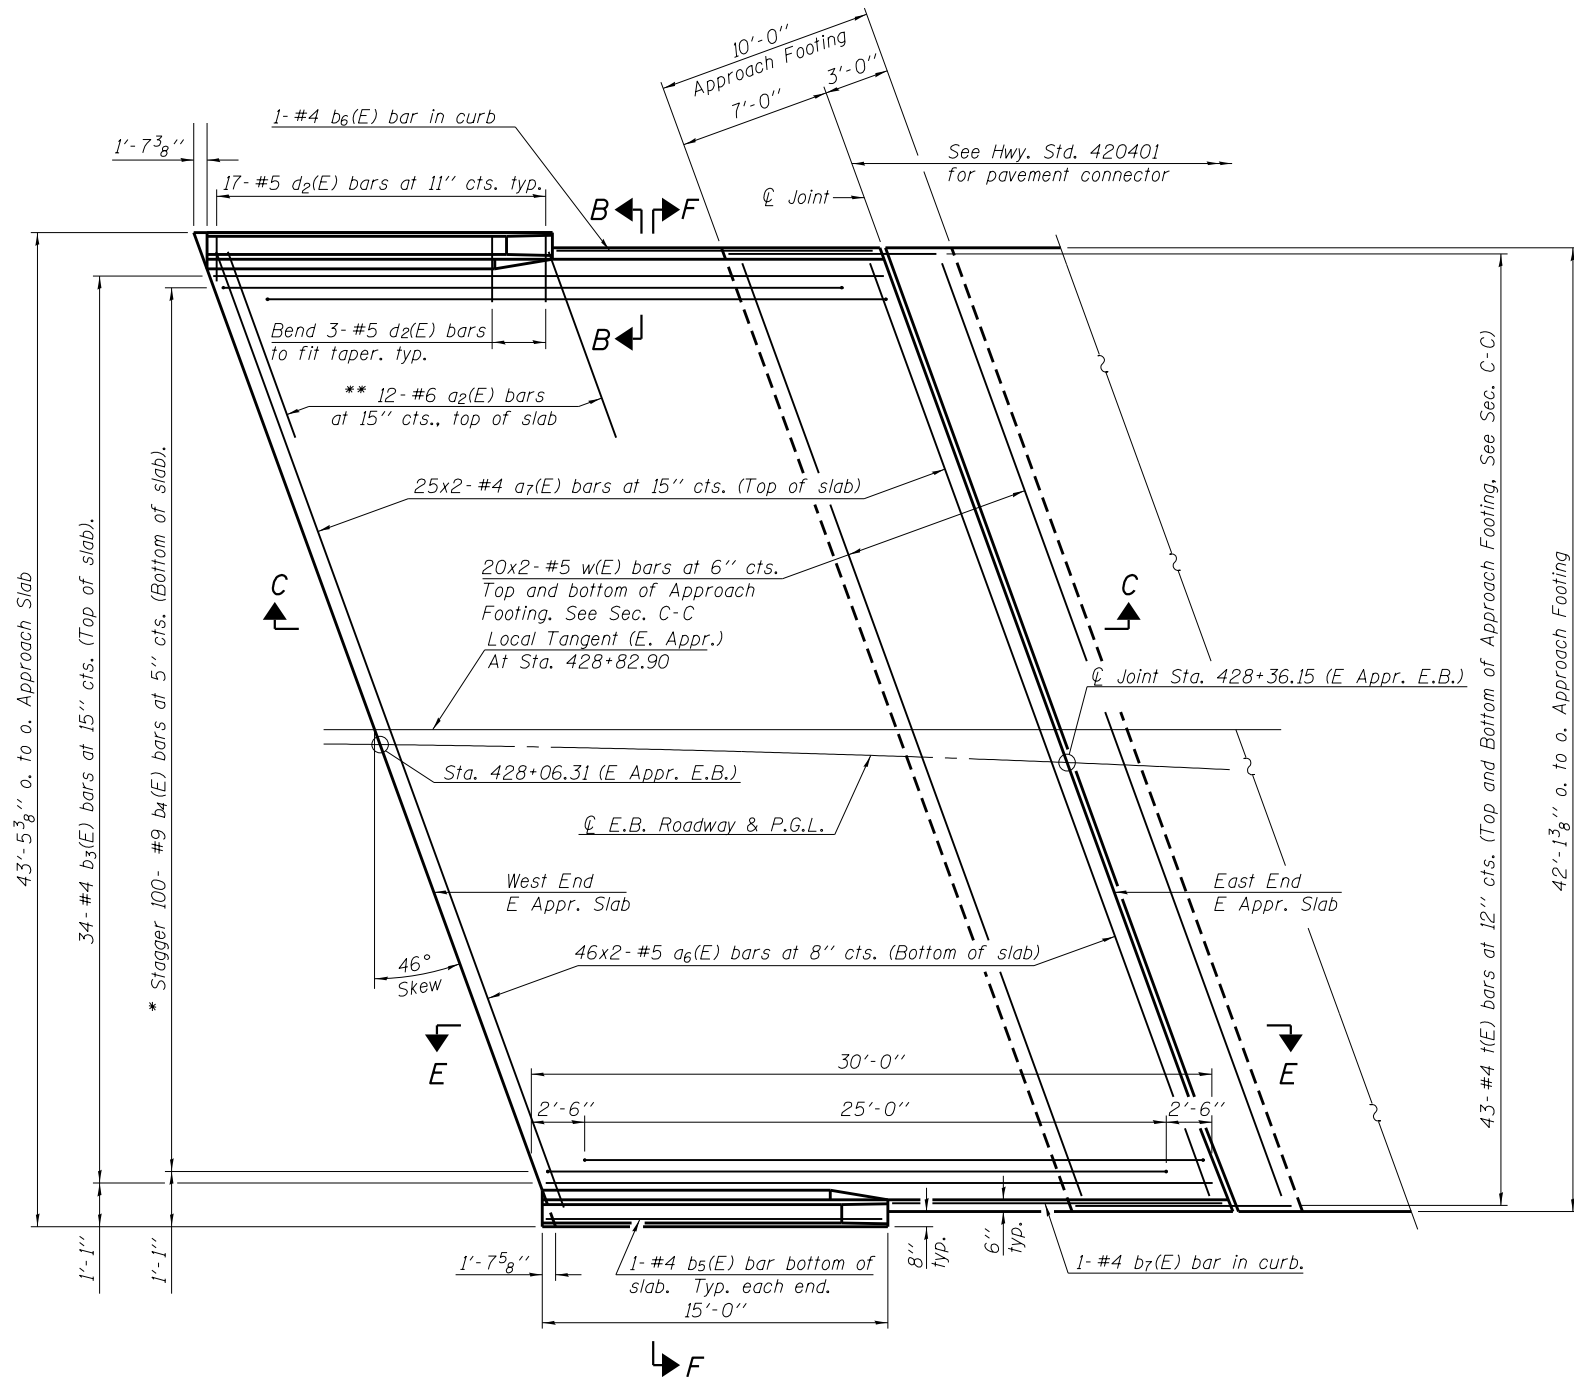 10'-0"
Approach Footing
3'-0"
7'-0"
1-#4 b6(E) bar in curb
1'-7 3/8"
See Hwy. Std. 420401
for pavement connector
17-#5 d2(E) bars at 11" cts. typ.
℄ Joint
B
F
Bend 3-#5 d2(E) bars
to fit taper. typ.
B
** 12-#6 a2(E) bars
at 15" cts., top of slab
25x2-#4 a7(E) bars at 15" cts. (Top of slab)
20x2-#5 w(E) bars at 6" cts.
Top and bottom of Approach
Footing. See Sec. C-C
C
C
Local Tangent (E. Appr.)
At Sta. 428+82.90
℄ Joint Sta. 428+36.15 (E Appr. E.B.)
Sta. 428+06.31 (E Appr. E.B.)
℄ E.B. Roadway & P.G.L.
West End
E Appr. Slab
East End
E Appr. Slab
46x2-#5 a6(E) bars at 8" cts. (Bottom of slab)
46°
Skew
E
E
30'-0"
2'-6"
25'-0"
2'-6"
43'-5 3/8" o. to o. Approach Slab
34-#4 b3(E) bars at 15" cts. (Top of slab).
* Stagger 100- #9 b4(E) bars at 5" cts. (Bottom of slab).
43-#4 t(E) bars at 12" cts. (Top and Bottom of Approach Footing, See Sec. C-C)
42'-1 3/8" o. to o. Approach Footing
1'-1"
1'-1"
1'-7 5/8"
1-#4 b5(E) bar bottom of
slab. Typ. each end.
15'-0"
8"
typ.
6"
typ.
1-#4 b7(E) bar in curb.
F